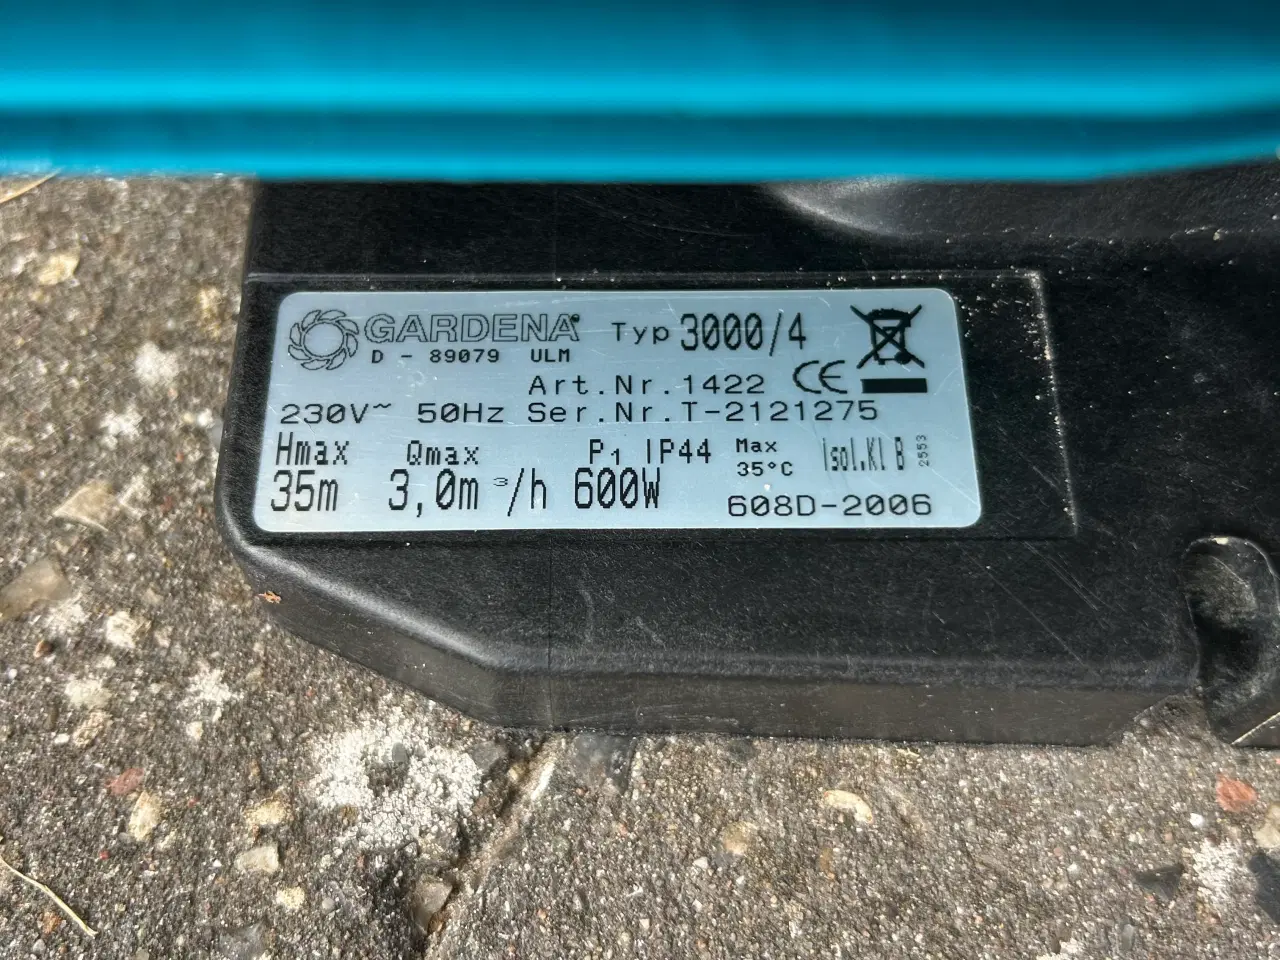 GARDENA® Typ 3000/4
D - 89079 ULM
Art.Nr. 1422 CE
230V~ 50Hz Ser.Nr.T-2121275
Hmax Qmax P₁ IP44 Max 35°C isol.Kl B 2553
35m 3,0m³/h 600W
608D-2006